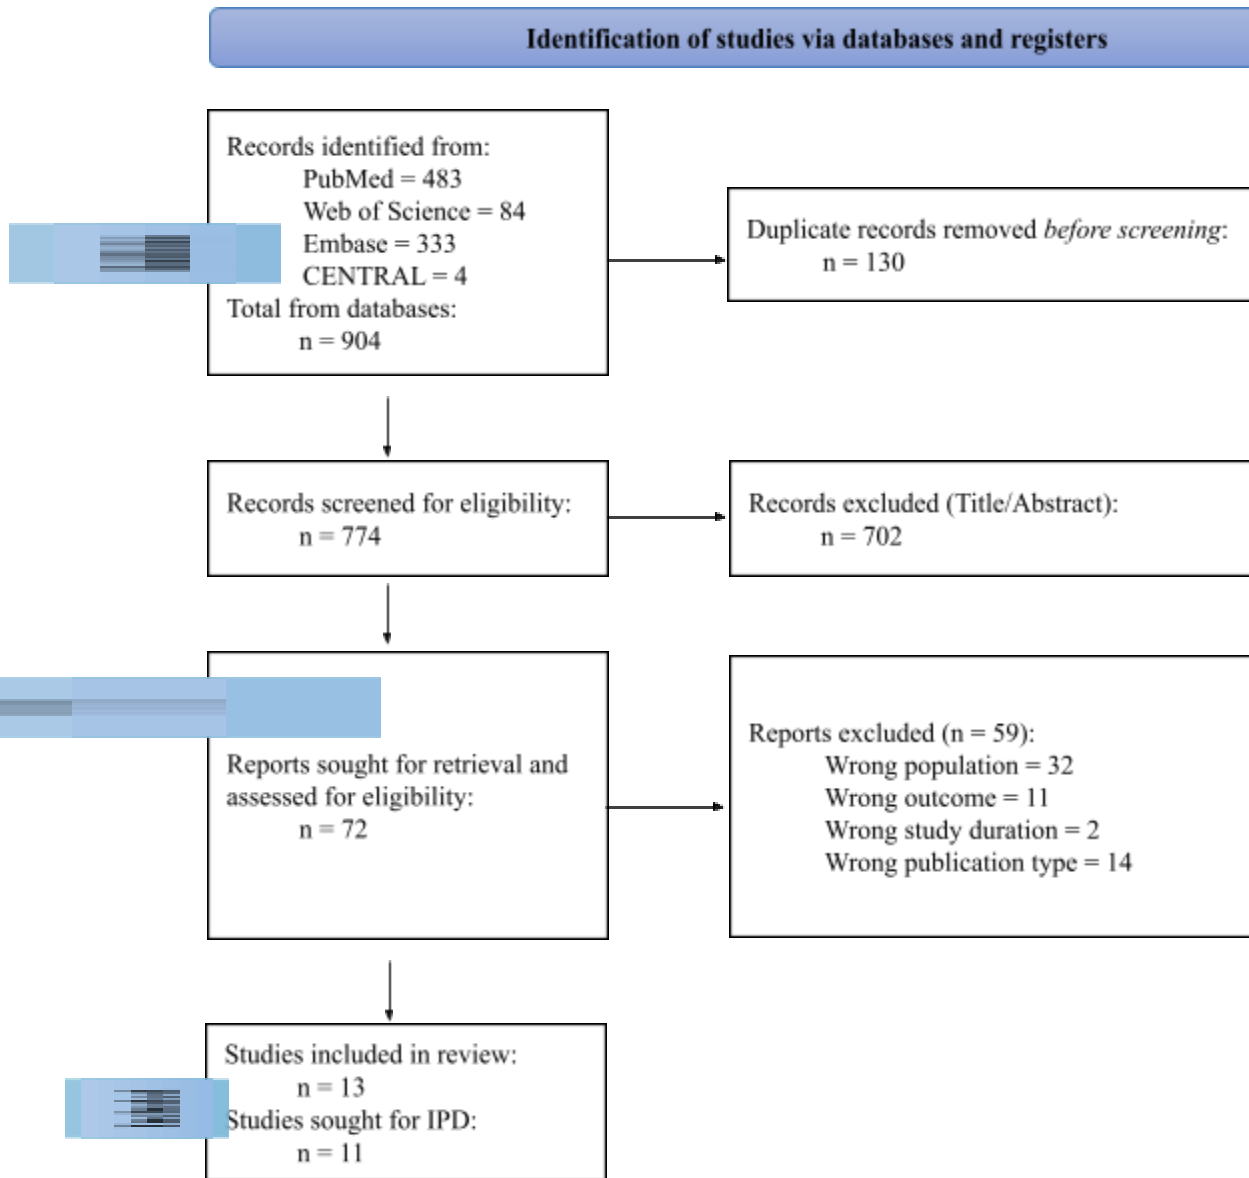 Identification of studies via databases and registers
Records identified from:
PubMed = 483
Web of Science = 84
Embase = 333
CENTRAL = 4
Total from databases:
n = 904
Duplicate records removed before screening:
n = 130
Records screened for eligibility:
n = 774
Records excluded (Title/Abstract):
n = 702
Reports sought for retrieval and
assessed for eligibility:
n = 72
Reports excluded (n = 59):
Wrong population = 32
Wrong outcome = 11
Wrong study duration = 2
Wrong publication type = 14
Studies included in review:
n = 13
Studies sought for IPD:
n = 11